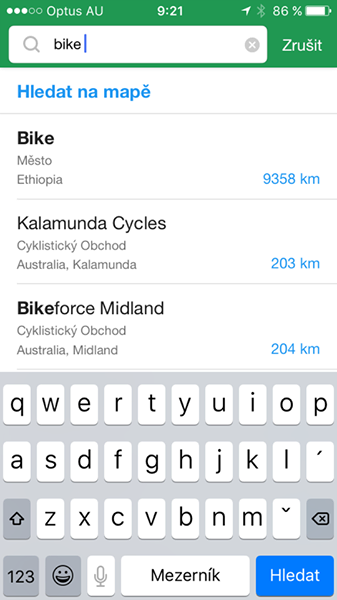 Optus AU 9:21 86 %
bike Zrušit
Hledat na mapě
Bike
Město
Ethiopia 9358 km
Kalamunda Cycles
Cyklistický Obchod
Australia, Kalamunda 203 km
Bikeforce Midland
Cyklistický Obchod
Australia, Midland 204 km
q w e r t y u i o p
a s d f g h j k l ´
z x c v b n m ˇ
123 Mezerník Hledat